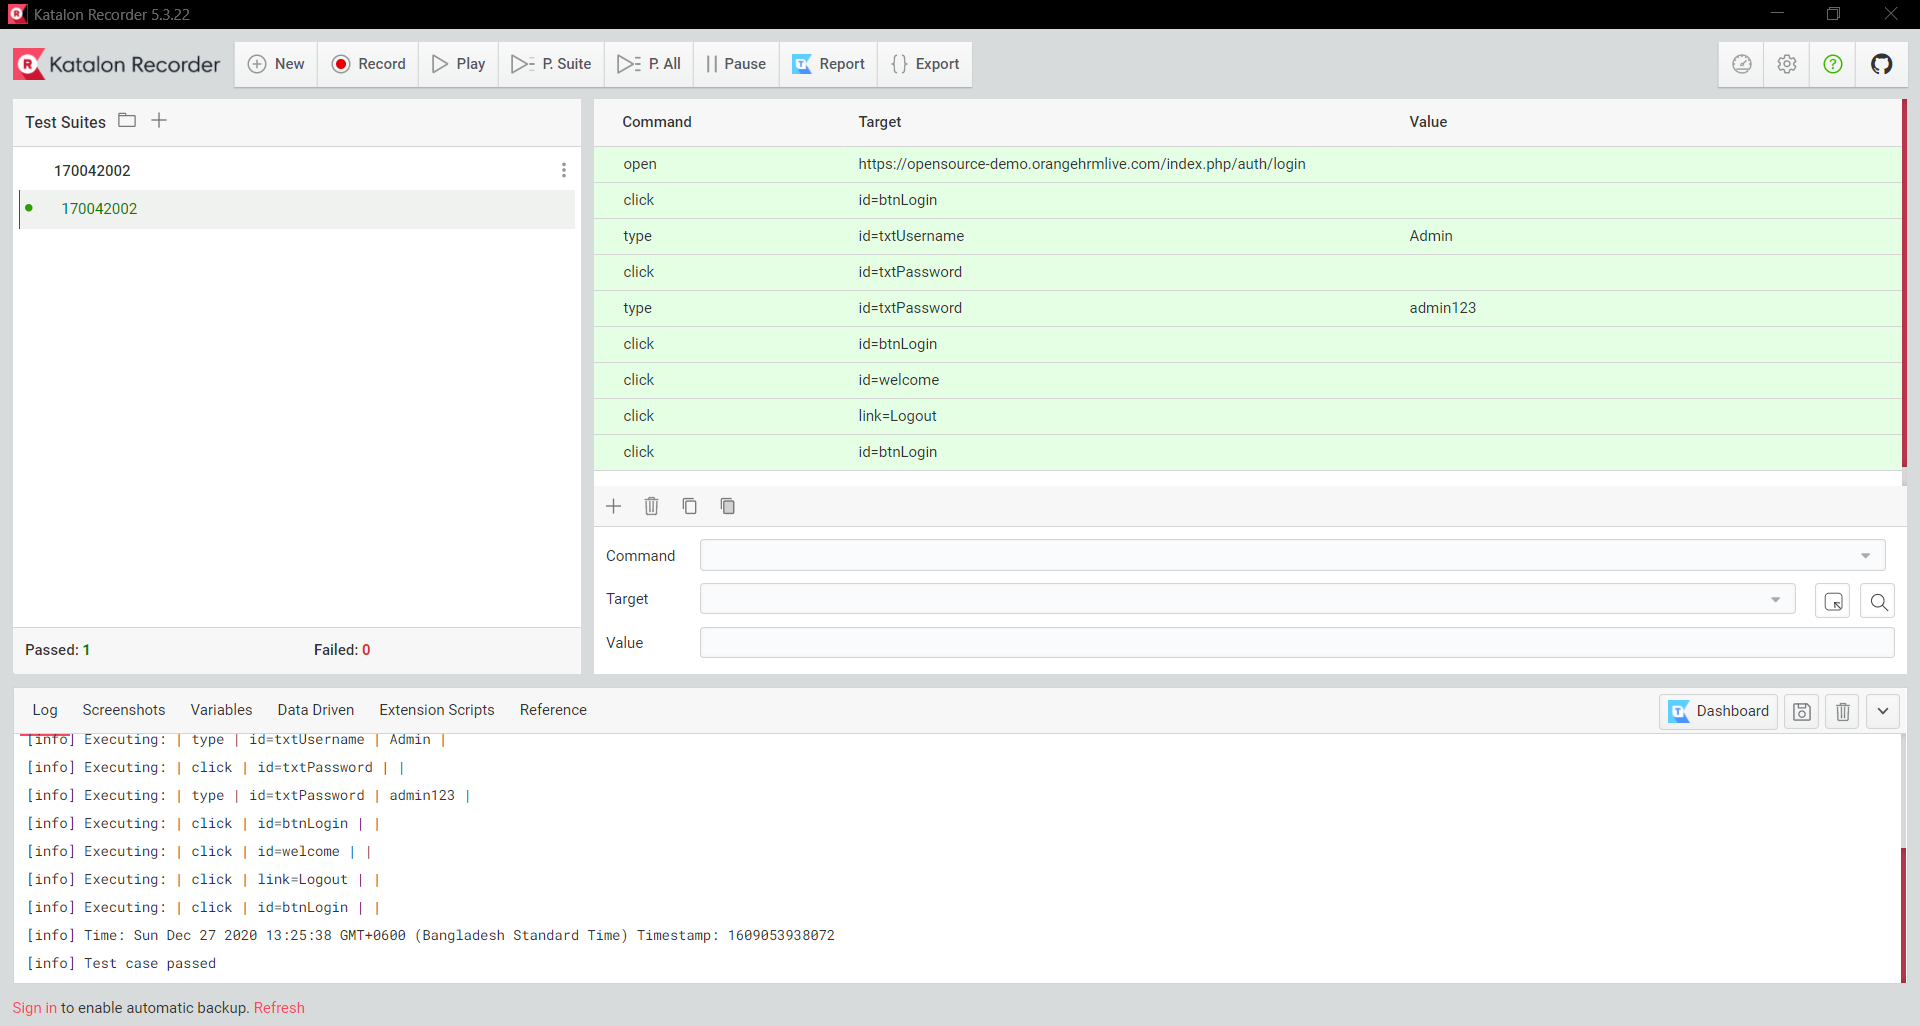 Katalon Recorder 5.3.22
Katalon Recorder New Record Play P. Suite P. All Pause Report Export
Test Suites
170042002
170042002
Passed: 1 Failed: 0
Command Target Value
open https://opensource-demo.orangehrmlive.com/index.php/auth/login
click id=btnLogin
type id=txtUsername Admin
click id=txtPassword
type id=txtPassword admin123
click id=btnLogin
click id=welcome
click link=Logout
click id=btnLogin
Command
Target
Value
Log Screenshots Variables Data Driven Extension Scripts Reference Dashboard
[info] Executing: | type | id=txtUsername | Admin |
[info] Executing: | click | id=txtPassword | |
[info] Executing: | type | id=txtPassword | admin123 |
[info] Executing: | click | id=btnLogin | |
[info] Executing: | click | id=welcome | |
[info] Executing: | click | link=Logout | |
[info] Executing: | click | id=btnLogin | |
[info] Time: Sun Dec 27 2020 13:25:38 GMT+0600 (Bangladesh Standard Time) Timestamp: 1609053938072
[info] Test case passed
Sign in to enable automatic backup. Refresh